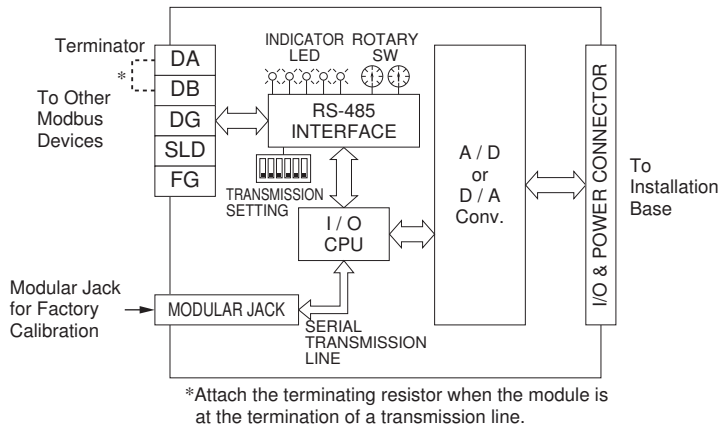 Terminator
*
To Other
Modbus
Devices
DA
DB
DG
SLD
FG
INDICATOR
LED
ROTARY
SW
RS-485
INTERFACE
TRANSMISSION
SETTING
I / O
CPU
A / D
or
D / A
Conv.
I/O & POWER CONNECTOR
To
Installation
Base
Modular Jack
for Factory
Calibration
MODULAR JACK
SERIAL
TRANSMISSION
LINE
*Attach the terminating resistor when the module is
at the termination of a transmission line.